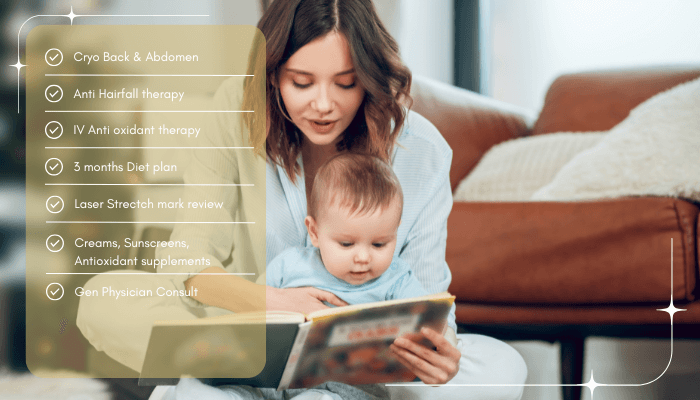 Cryo Back & Abdomen
Anti Hairfall therapy
IV Anti oxidant therapy
3 months Diet plan
Laser Strectch mark review
Creams, Sunscreens,
Antioxidant supplements
Gen Physician Consult